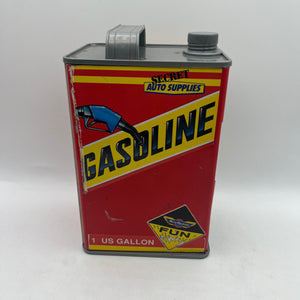 SECRET
AUTO SUPPLIES
GASOLINE
1 US GALLON
FUN